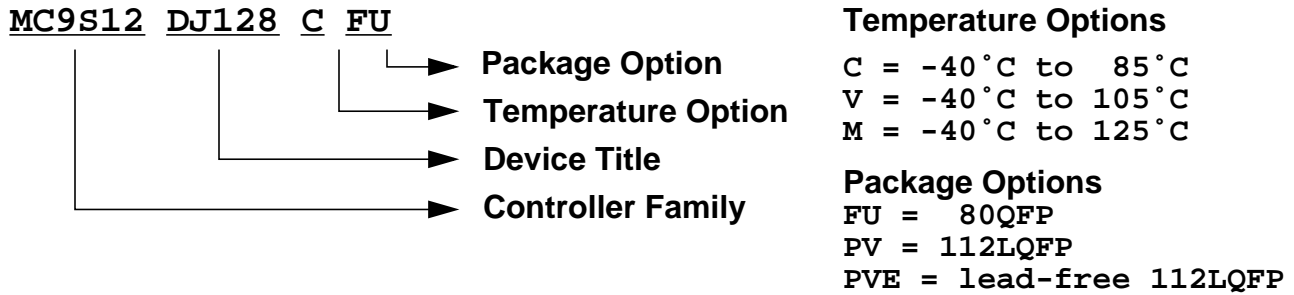 MC9S12 DJ128 C FU
Package Option
Temperature Option
Device Title
Controller Family
Temperature Options
C = -40˚C to  85˚C
V = -40˚C to 105˚C
M = -40˚C to 125˚C
Package Options
FU =  80QFP
PV = 112LQFP
PVE = lead-free 112LQFP